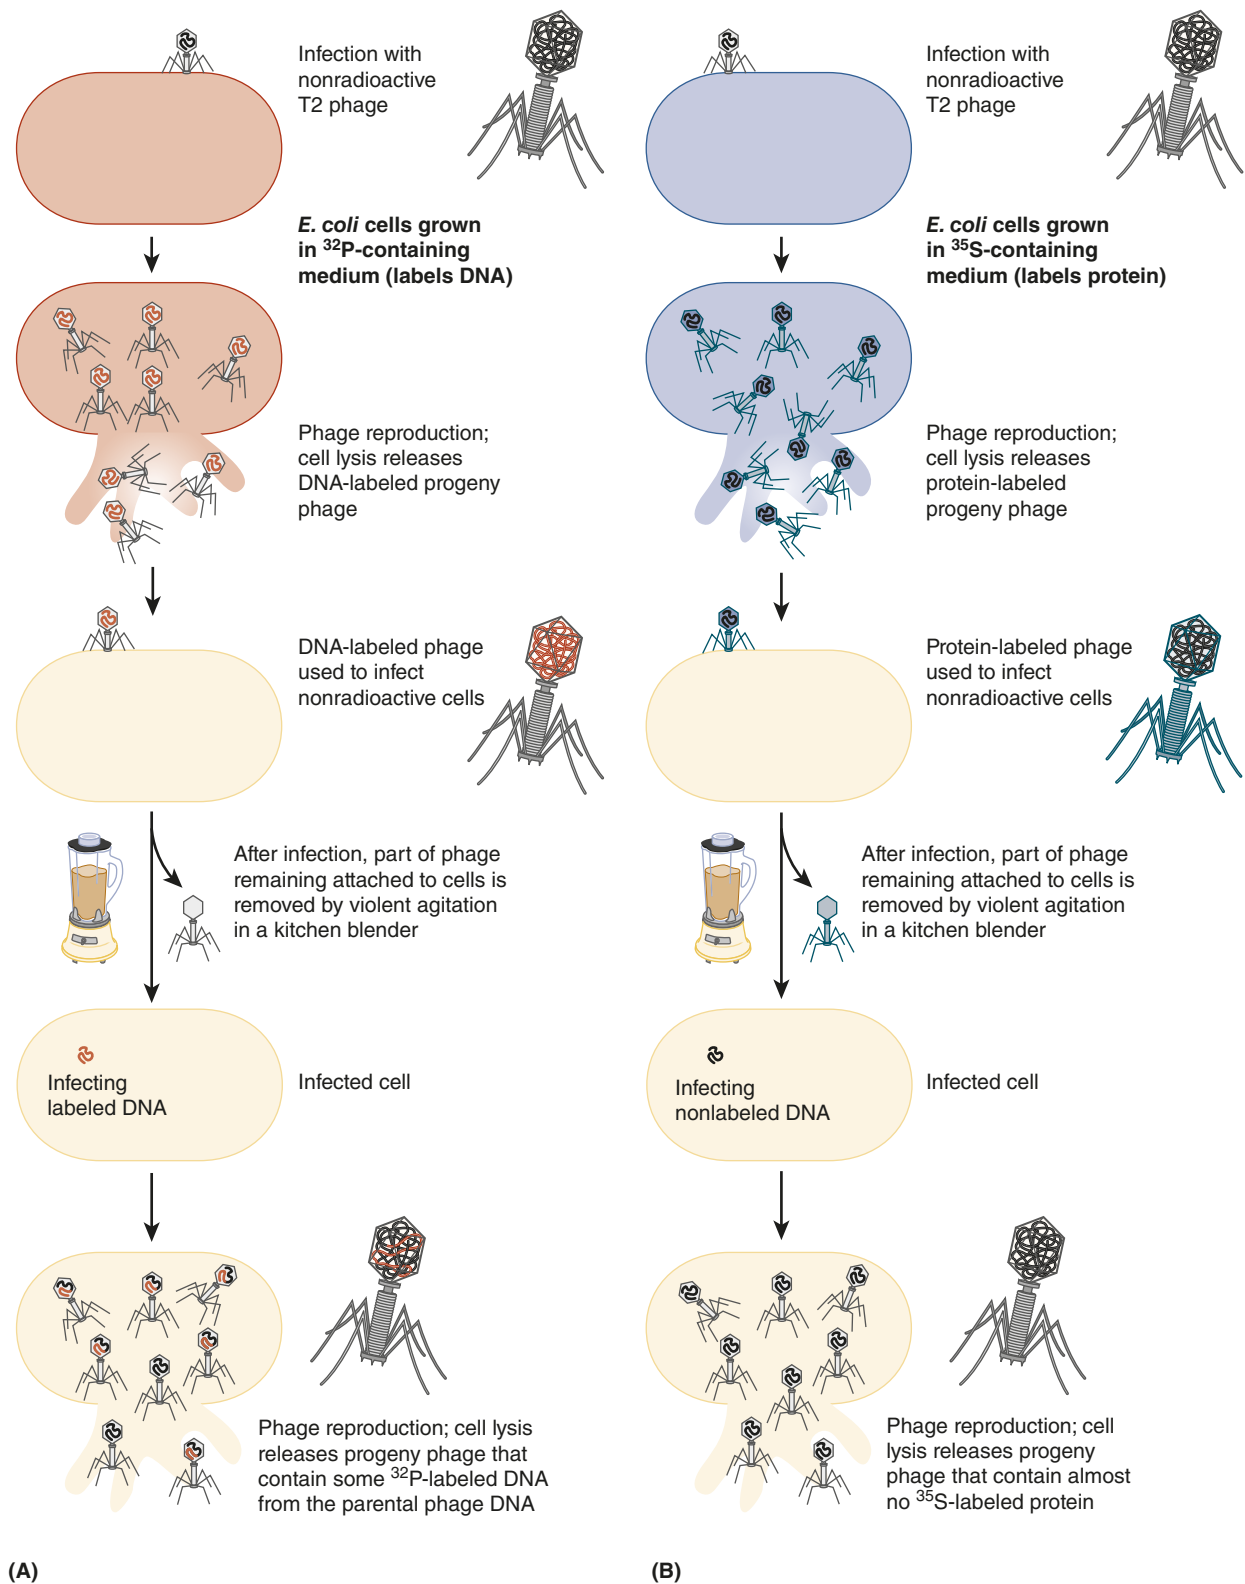 Infection with
nonradioactive
T2 phage
E. coli cells grown
in ³²P-containing
medium (labels DNA)
Phage reproduction;
cell lysis releases
DNA-labeled progeny
phage
DNA-labeled phage
used to infect
nonradioactive cells
After infection, part of phage
remaining attached to cells is
removed by violent agitation
in a kitchen blender
Infecting
labeled DNA
Infected cell
Phage reproduction; cell lysis
releases progeny phage that
contain some ³²P-labeled DNA
from the parental phage DNA
(A)
Infection with
nonradioactive
T2 phage
E. coli cells grown
in ³⁵S-containing
medium (labels protein)
Phage reproduction;
cell lysis releases
protein-labeled
progeny phage
Protein-labeled phage
used to infect
nonradioactive cells
After infection, part of phage
remaining attached to cells is
removed by violent agitation
in a kitchen blender
Infecting
nonlabeled DNA
Infected cell
Phage reproduction; cell
lysis releases progeny
phage that contain almost
no ³⁵S-labeled protein
(B)